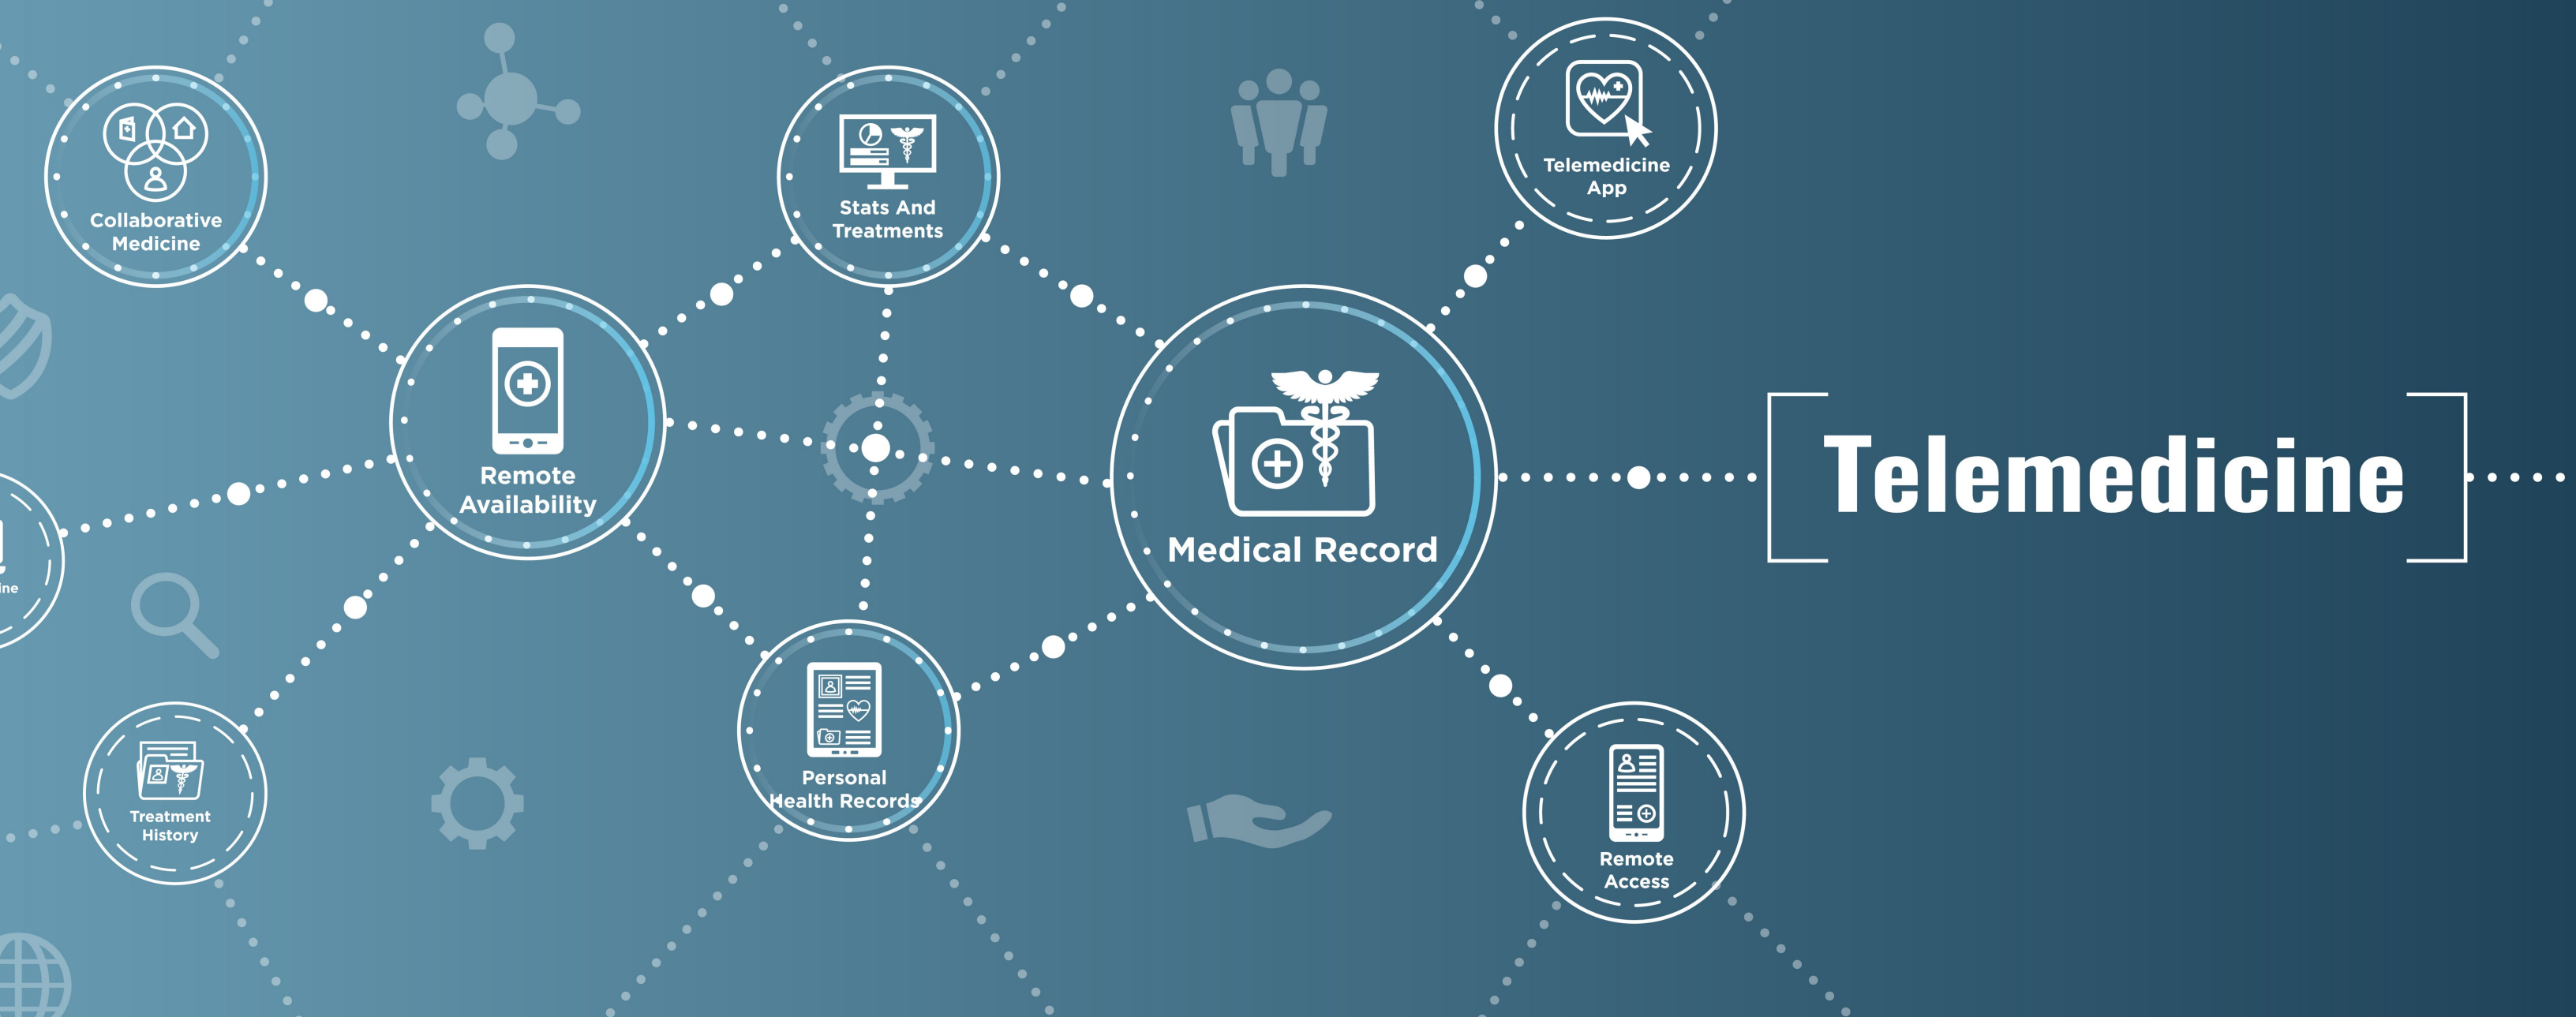 Collaborative
Medicine
Stats And
Treatments
Telemedicine
App
Remote
Availability
Medical Record
Telemedicine
Personal
Health Records
Treatment
History
Remote
Access